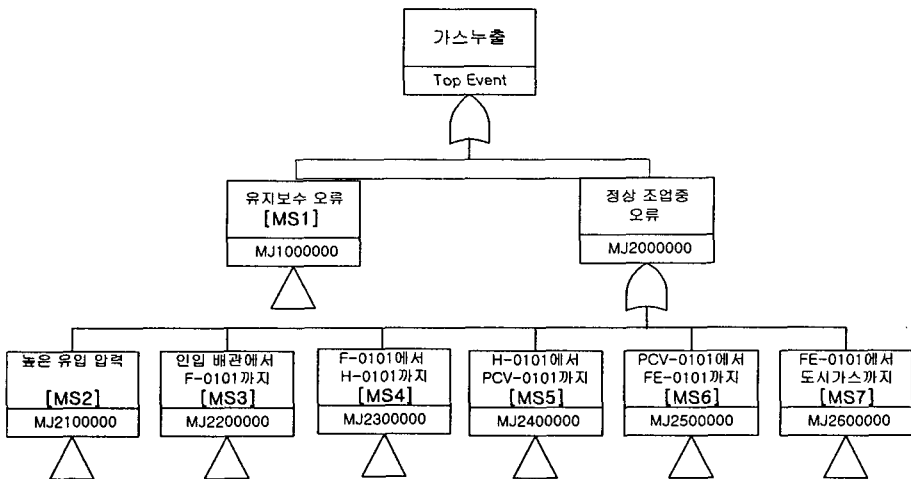 가스누출
Top Event
유지보수 오류
[MS1]
MJ1000000
정상 조업중
오류
MJ2000000
높은 유입 압력
[MS2]
MJ2100000
인입 배관에서
F-0101까지
[MS3]
MJ2200000
F-0101에서
H-0101까지
[MS4]
MJ2300000
H-0101에서
PCV-0101까지
[MS5]
MJ2400000
PCV-0101에서
FE-0101까지
[MS6]
MJ2500000
FE-0101에서
도시가스까지
[MS7]
MJ2600000